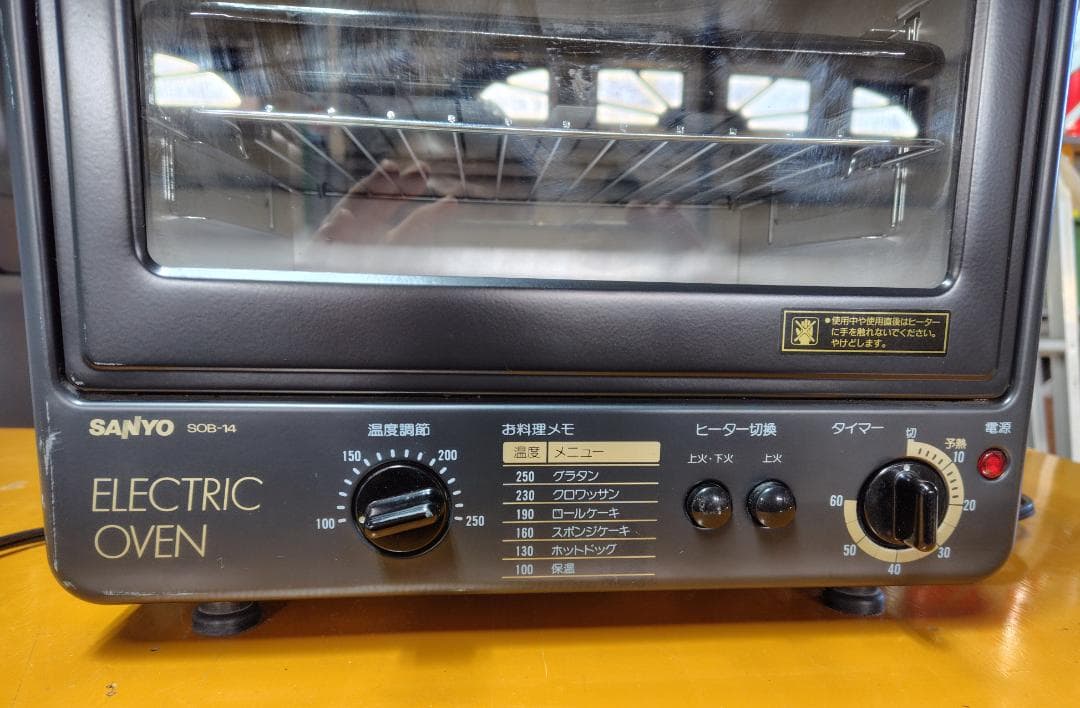 ●使用中や使用直後はヒーター
に手を触れないでください。
やけどします。
SANYO SOB-14
ELECTRIC
OVEN
温度調節
100 150 200 250
お料理メモ
温度 メニュー
250 グラタン
230 クロワッサン
190 ロールケーキ
160 スポンジケーキ
130 ホットドッグ
100 保温
ヒーター切換
上火・下火 上火
タイマー
切 予熱 10 20 30 40 50 60
電源